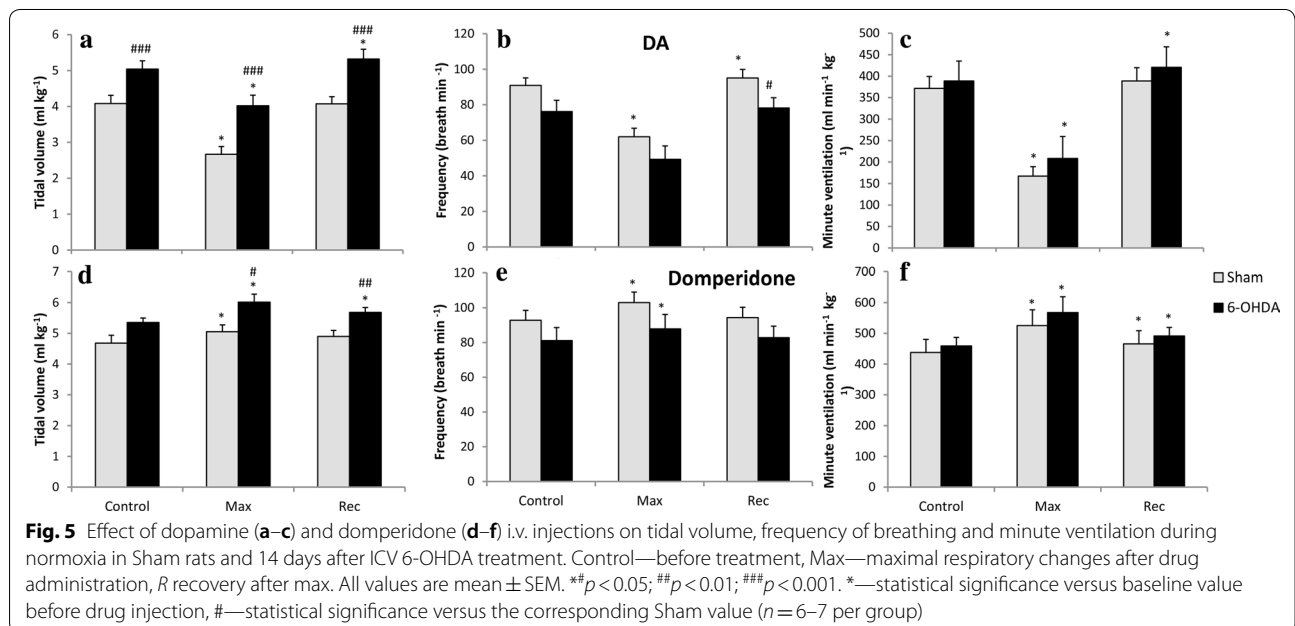 a
b
DA
c
Tidal volume (ml kg-1)
6
5
4
3
2
1
0
###
###
*
*
###
*
Frequency (breath min-1)
120
100
80
60
40
20
0
*
*
#
Minute ventilation (ml min-1 kg-
1)
500
450
400
350
300
250
200
150
100
50
0
*
*
*
d
e
Domperidone
f
Tidal volume (ml kg-1)
7
6
5
4
3
2
1
0
*
#
*
##
*
Control
Max
Rec
Frequency (breath min -1)
120
100
80
60
40
20
0
*
*
Control
Max
Rec
Minute ventilation (ml min-1 kg-
1)
700
600
500
400
300
200
100
0
*
*
*
*
Control
Max
Rec
Sham
6-OHDA
Fig. 5 Effect of dopamine (a–c) and domperidone (d–f) i.v. injections on tidal volume, frequency of breathing and minute ventilation during
normoxia in Sham rats and 14 days after ICV 6-OHDA treatment. Control—before treatment, Max—maximal respiratory changes after drug
administration, R recovery after max. All values are mean ± SEM. *#p < 0.05; ##p < 0.01; ###p < 0.001. *—statistical significance versus baseline value
before drug injection, #—statistical significance versus the corresponding Sham value (n = 6–7 per group)